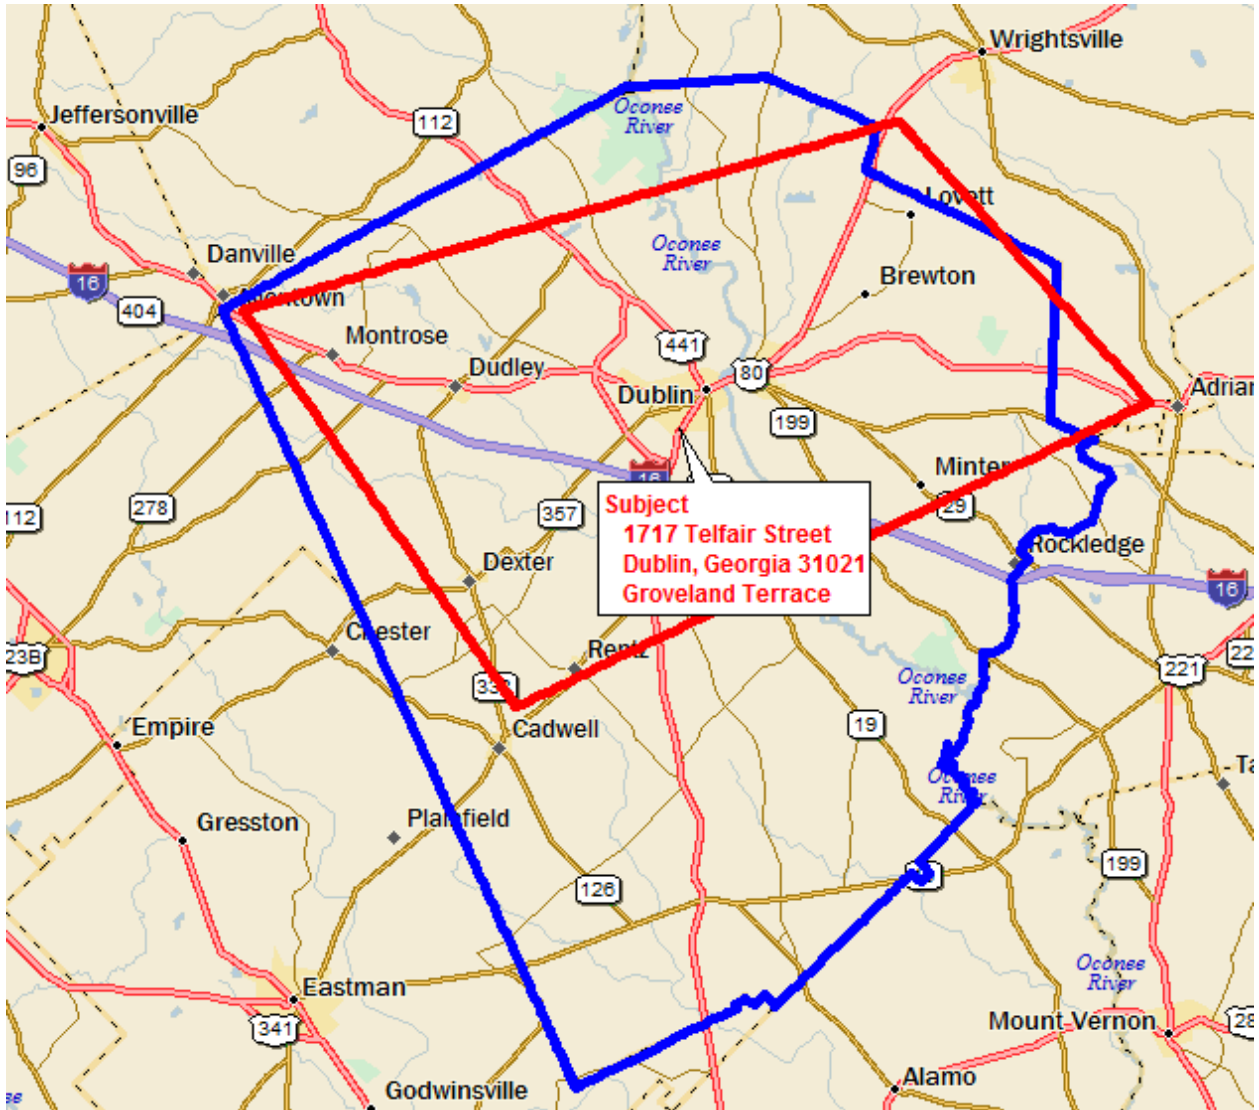 Wrightsville
Oconee
River
Jeffersonville
112
96
Lovett
Oconee
River
Danville
16
Brewton
404
Allentown
Montrose
441
Dudley
80
Dublin
Adrian
199
16
Minter
278
112
29
357
Subject
1717 Telfair Street
Dublin, Georgia 31021
Groveland Terrace
Rockledge
Dexter
16
Chester
Rentz
23B
221
Oconee
River
Empire
Cadwell
19
Oconee
River
Plainfield
Gresston
199
126
Oconee
River
Eastman
341
Mount Vernon
Alamo
Godwinsville